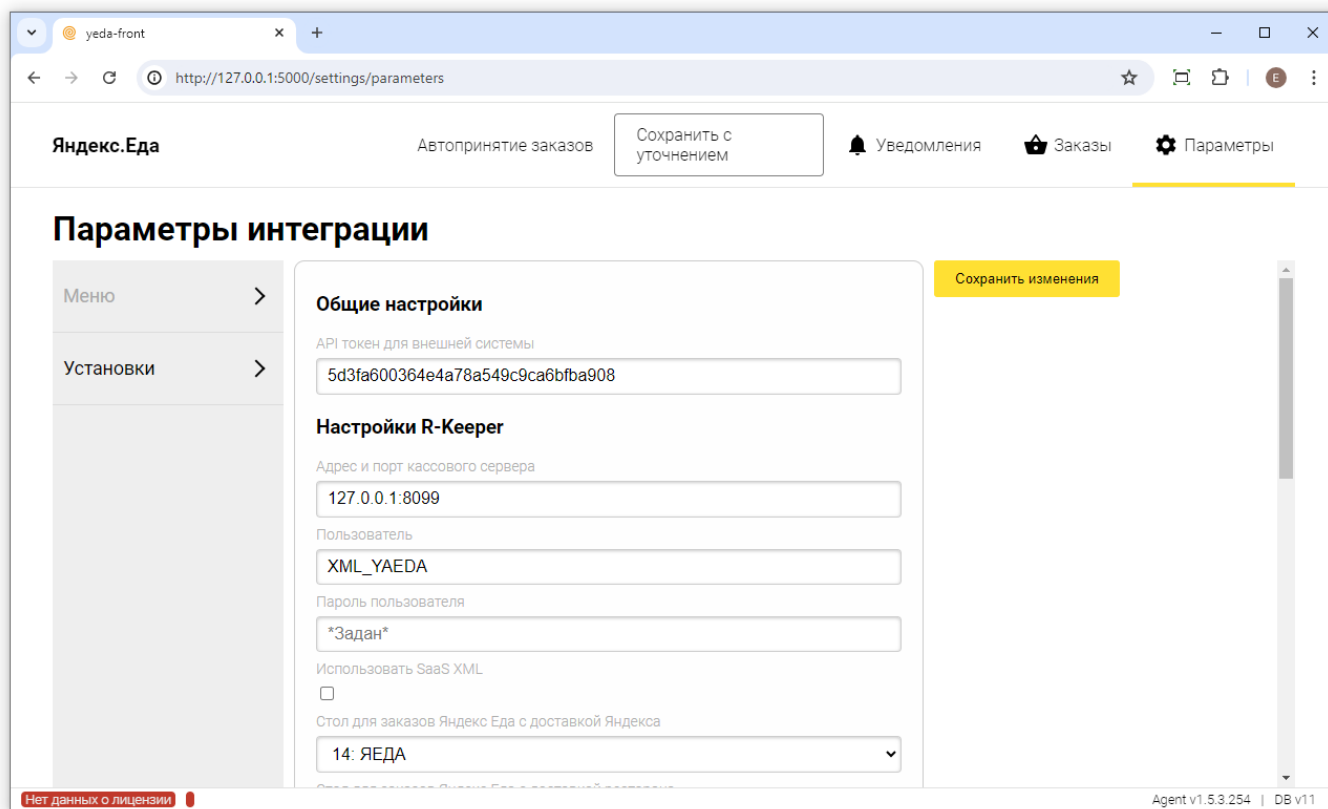 yeda-front
http://127.0.0.1:5000/settings/parameters
E
Яндекс.Еда
Автопринятие заказов
Сохранить с
уточнением
Уведомления
Заказы
Параметры
Параметры интеграции
Меню
Установки
Общие настройки
API токен для внешней системы
5d3fa600364e4a78a549c9ca6bfba908
Настройки R-Keeper
Адрес и порт кассового сервера
127.0.0.1:8099
Пользователь
XML_YAEDA
Пароль пользователя
*Задан*
Использовать SaaS XML
Стол для заказов Яндекс Еда с доставкой Яндекса
14: ЯЕДА
Сохранить изменения
Нет данных о лицензии
Agent v1.5.3.254 | DB v11